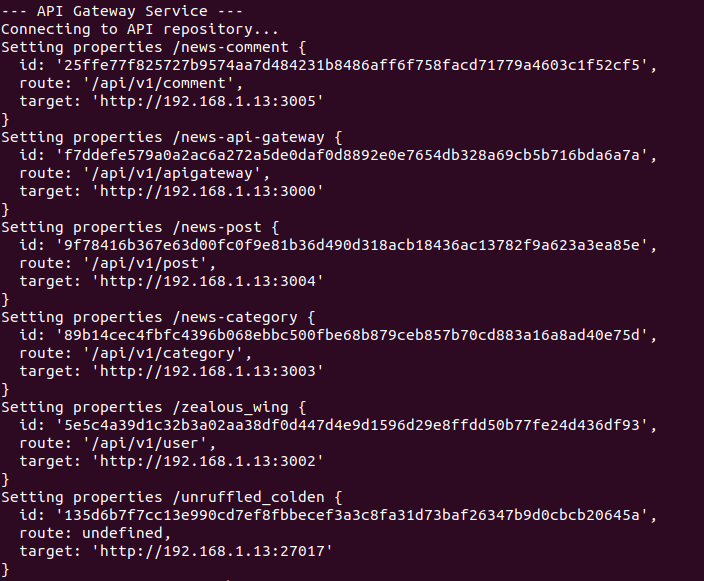 --- API Gateway Service ---
Connecting to API repository...
Setting properties /news-comment {
  id: '25ffe77f825727b9574aa7d484231b8486aff6f758facd71779a4603c1f52cf5',
  route: '/api/v1/comment',
  target: 'http://192.168.1.13:3005'
}
Setting properties /news-api-gateway {
  id: 'f7ddefe579a0a2ac6a272a5de0daf0d8892e0e7654db328a69cb5b716bda6a7a',
  route: '/api/v1/apigateway',
  target: 'http://192.168.1.13:3000'
}
Setting properties /news-post {
  id: '9f78416b367e63d00fc0f9e81b36d490d318acb18436ac13782f9a623a3ea85e',
  route: '/api/v1/post',
  target: 'http://192.168.1.13:3004'
}
Setting properties /news-category {
  id: '89b14cec4fbfc4396b068ebbc500fbe68b879ceb857b70cd883a16a8ad40e75d',
  route: '/api/v1/category',
  target: 'http://192.168.1.13:3003'
}
Setting properties /zealous_wing {
  id: '5e5c4a39d1c32b3a02aa38df0d447d4e9d1596d29e8ffdd50b77fe24d436df93',
  route: '/api/v1/user',
  target: 'http://192.168.1.13:3002'
}
Setting properties /unruffled_colden {
  id: '135d6b7f7cc13e990cd7ef8fbbecef3a3c8fa31d73baf26347b9d0cbcb20645a',
  route: undefined,
  target: 'http://192.168.1.13:27017'
}